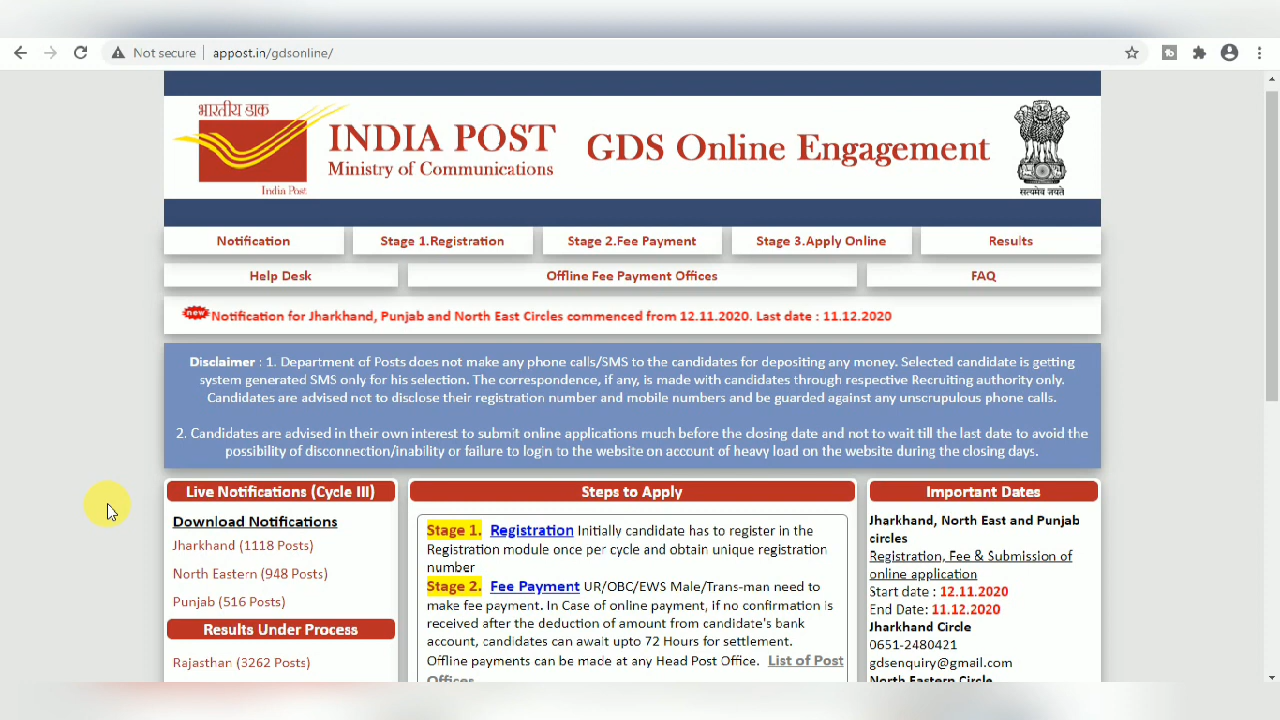 Not secure
appost.in/gdsonline/
भारतीय डाक
India Post
INDIA POST
Ministry of Communications
GDS Online Engagement
सत्यमेव जयते
Notification
Stage 1.Registration
Stage 2.Fee Payment
Stage 3.Apply Online
Results
Help Desk
Offline Fee Payment Offices
FAQ
new Notification for Jharkhand, Punjab and North East Circles commenced from 12.11.2020. Last date : 11.12.2020
Disclaimer : 1. Department of Posts does not make any phone calls/SMS to the candidates for depositing any money. Selected candidate is getting
system generated SMS only for his selection. The correspondence, if any, is made with candidates through respective Recruiting authority only.
Candidates are advised not to disclose their registration number and mobile numbers and be guarded against any unscrupulous phone calls.
2. Candidates are advised in their own interest to submit online applications much before the closing date and not to wait till the last date to avoid the
possibility of disconnection/inability or failure to login to the website on account of heavy load on the website during the closing days.
Live Notifications (Cycle III)
Download Notifications
Jharkhand (1118 Posts)
North Eastern (948 Posts)
Punjab (516 Posts)
Results Under Process
Rajasthan (3262 Posts)
Steps to Apply
Stage 1. Registration Initially candidate has to register in the
Registration module once per cycle and obtain unique registration
number
Stage 2. Fee Payment UR/OBC/EWS Male/Trans-man need to
make fee payment. In Case of online payment, if no confirmation is
received after the deduction of amount from candidate's bank
account, candidates can await upto 72 Hours for settlement.
Offline payments can be made at any Head Post Office. List of Post
Offices
Important Dates
Jharkhand, North East and Punjab
circles
Registration, Fee & Submission of
online application
Start date : 12.11.2020
End Date: 11.12.2020
Jharkhand Circle
0651-2480421
gdsenquiry@gmail.com
North Eastern Circle